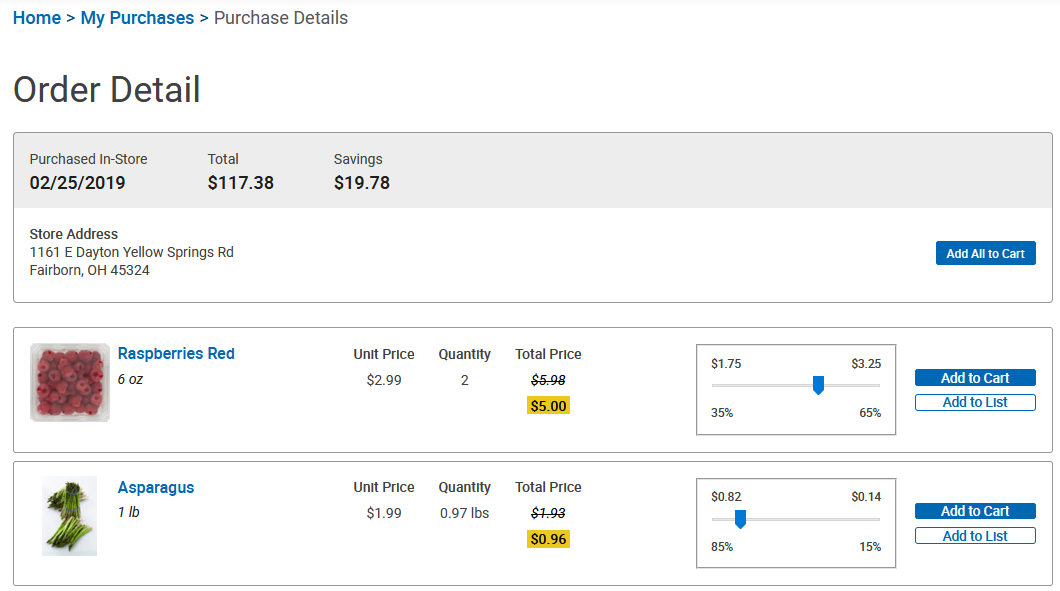 Home > My Purchases > Purchase Details
Order Detail
Purchased In-Store Total Savings
02/25/2019 $117.38 $19.78
Store Address
1161 E Dayton Yellow Springs Rd
Fairborn, OH 45324
Add All to Cart
Raspberries Red Unit Price Quantity Total Price
6 oz $2.99 2 $5.98
$5.00
$1.75 $3.25
35% 65%
Add to Cart
Add to List
Asparagus Unit Price Quantity Total Price
1 lb $1.99 0.97 lbs $1.93
$0.96
$0.82 $0.14
85% 15%
Add to Cart
Add to List